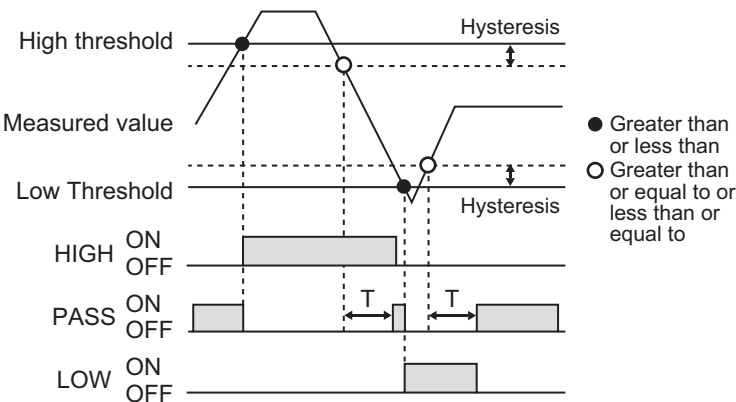 Hysteresis
High threshold
Measured value
Low Threshold
Hysteresis
● Greater than
or less than
○ Greater than
or equal to or
less than or
equal to
HIGH ON
OFF
PASS ON
OFF
T
T
LOW ON
OFF